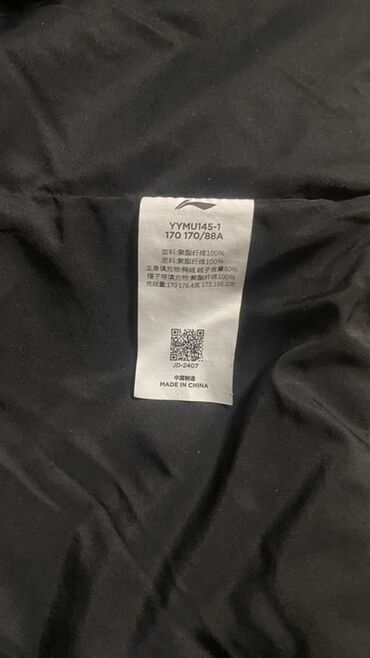 YYMU145-1
170 170/88A
面料:聚酯纤维100%
里料:聚酯纤维100%
主身填充物:鸭绒 绒子含量80%
帽子等填充物:聚酯纤维100%
充绒量:170 176.4克 175 186.2克
JD-2407
中国制造
MADE IN CHINA